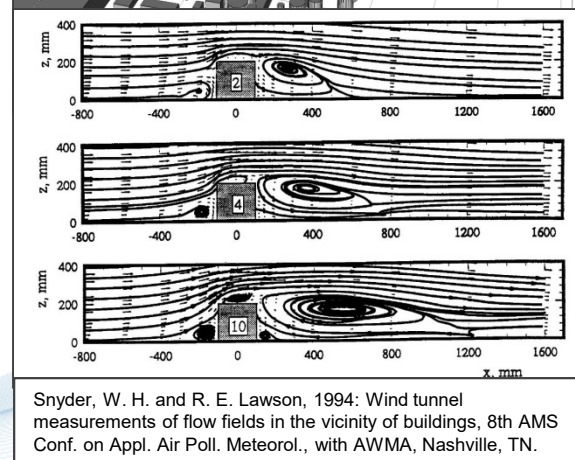 400
200
0
z, mm
2
-800 -400 0 400 800 1200 1600
400
200
0
z, mm
4
-800 -400 0 400 800 1200 1600
400
200
0
z, mm
10
-800 -400 0 400 800 1200 1600
x, mm
Snyder, W. H. and R. E. Lawson, 1994: Wind tunnel
measurements of flow fields in the vicinity of buildings, 8th AMS
Conf. on Appl. Air Poll. Meteorol., with AWMA, Nashville, TN.